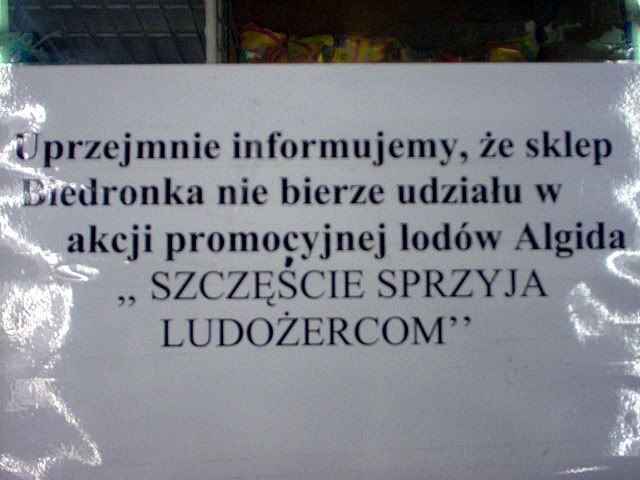 Uprzejmnie informujemy, że sklep
Biedronka nie bierze udziału w
akcji promocyjnej lodów Algida
,, SZCZĘŚCIE SPRZYJA
LUDOŻERCOM’’